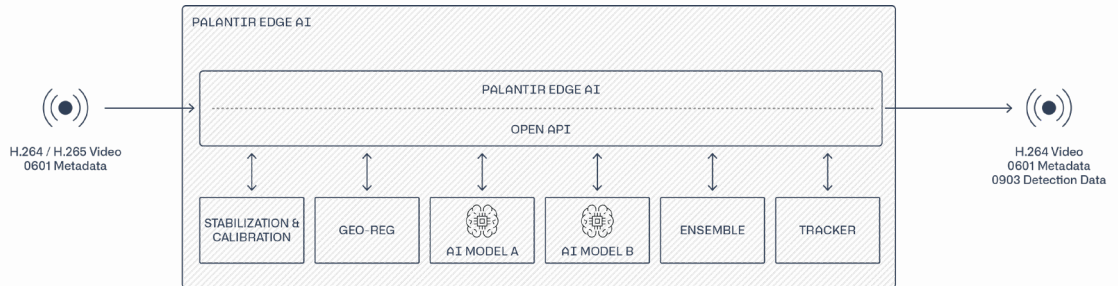 PALANTIR EDGE AI
PALANTIR EDGE AI
OPEN API
H.264 / H.265 Video
0601 Metadata
H.264 Video
0601 Metadata
0903 Detection Data
STABILIZATION &
CALIBRATION
GEO-REG
AI MODEL A
AI MODEL B
ENSEMBLE
TRACKER